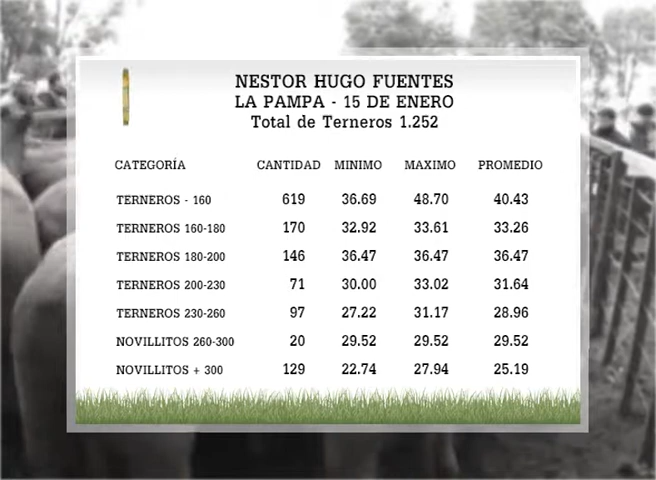 NESTOR HUGO FUENTES
LA PAMPA - 15 DE ENERO
Total de Terneros 1.252
CATEGORÍA CANTIDAD MINIMO MAXIMO PROMEDIO
TERNEROS - 160 619 36.69 48.70 40.43
TERNEROS 160-180 170 32.92 33.61 33.26
TERNEROS 180-200 146 36.47 36.47 36.47
TERNEROS 200-230 71 30.00 33.02 31.64
TERNEROS 230-260 97 27.22 31.17 28.96
NOVILLITOS 260-300 20 29.52 29.52 29.52
NOVILLITOS + 300 129 22.74 27.94 25.19